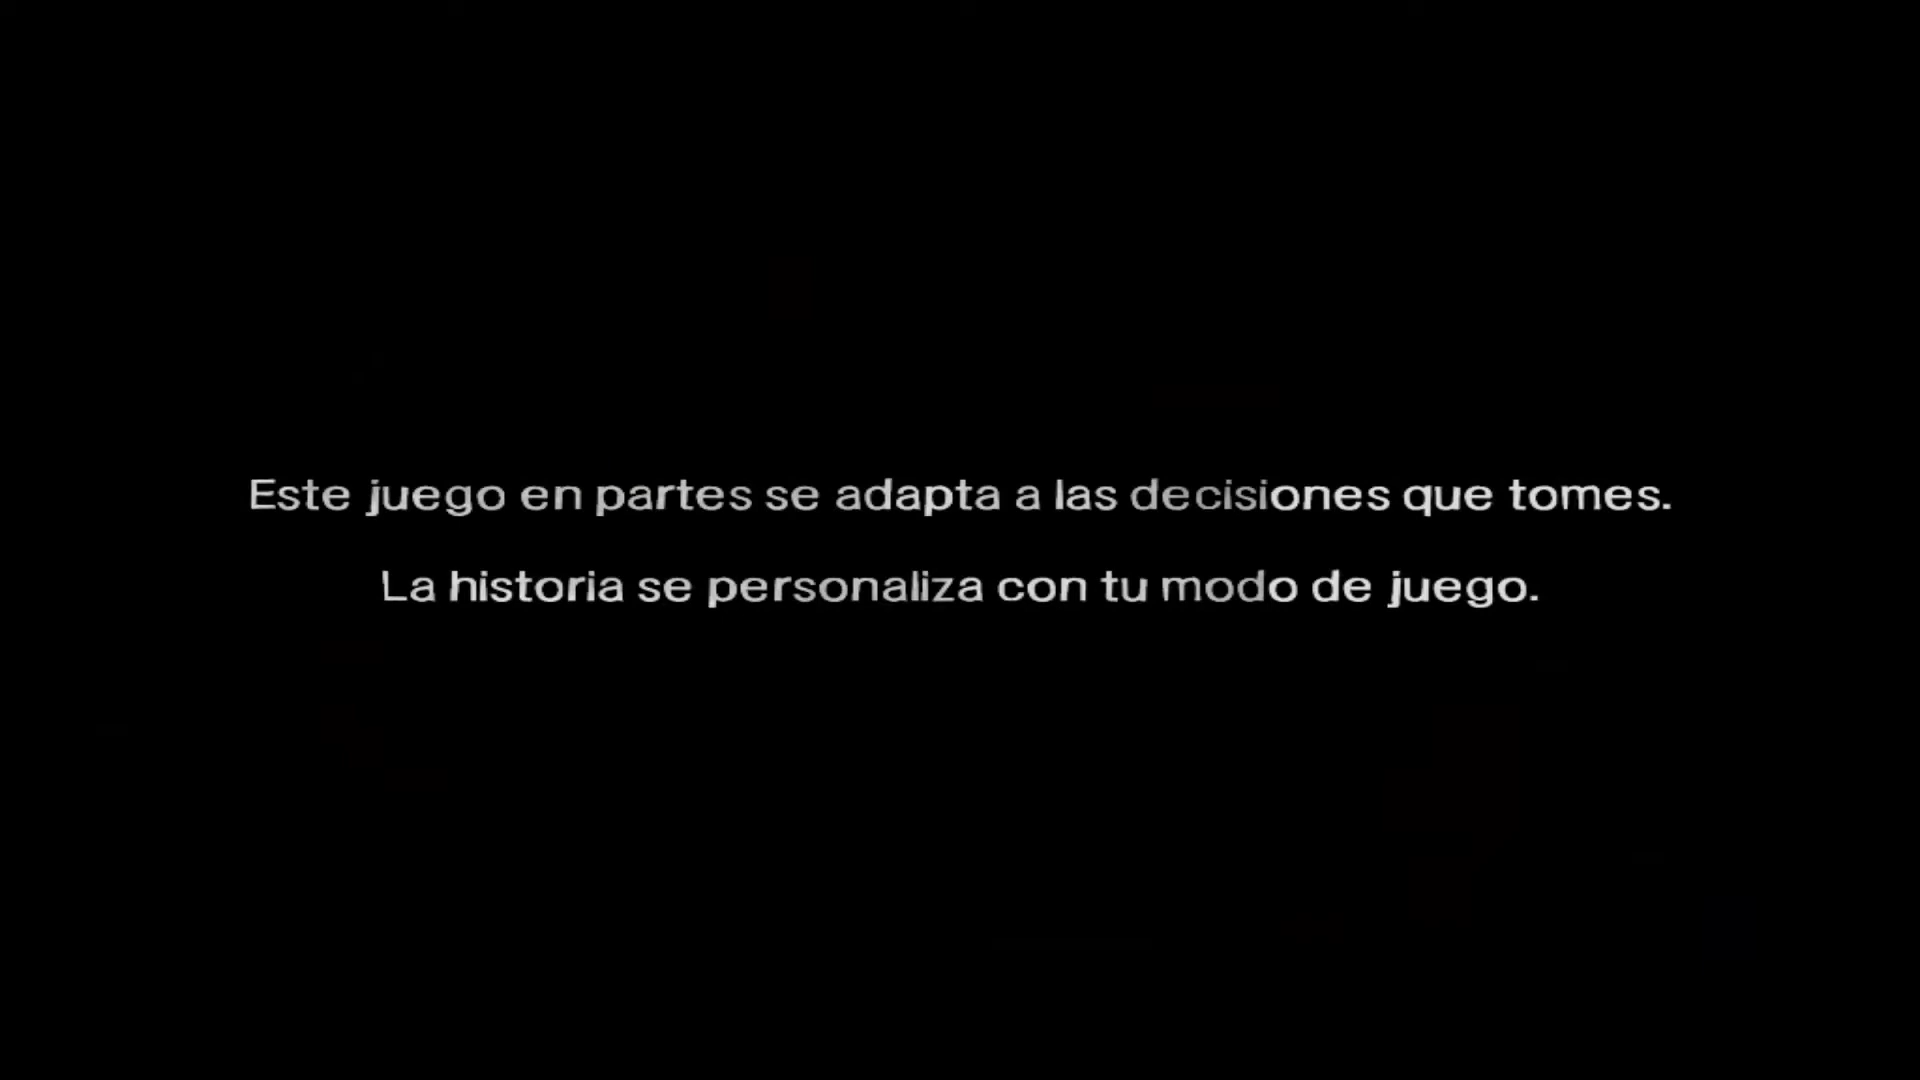 Este juego en partes se adapta a las decisiones que tomes.
La historia se personaliza con tu modo de juego.